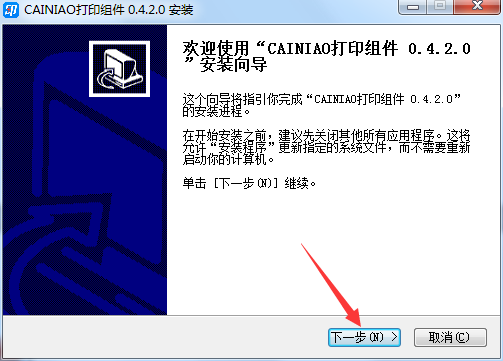 CAINIAO打印组件 0.4.2.0 安装
欢迎使用“CAINIAO打印组件 0.4.2.0
”安装向导
这个向导将指引你完成“CAINIAO打印组件 0.4.2.0”
的安装进程。
在开始安装之前，建议先关闭其他所有应用程序。这将
允许“安装程序”更新指定的系统文件，而不需要重新
启动你的计算机。
单击 [下一步(N)] 继续。
下一步(N) >
取消(C)